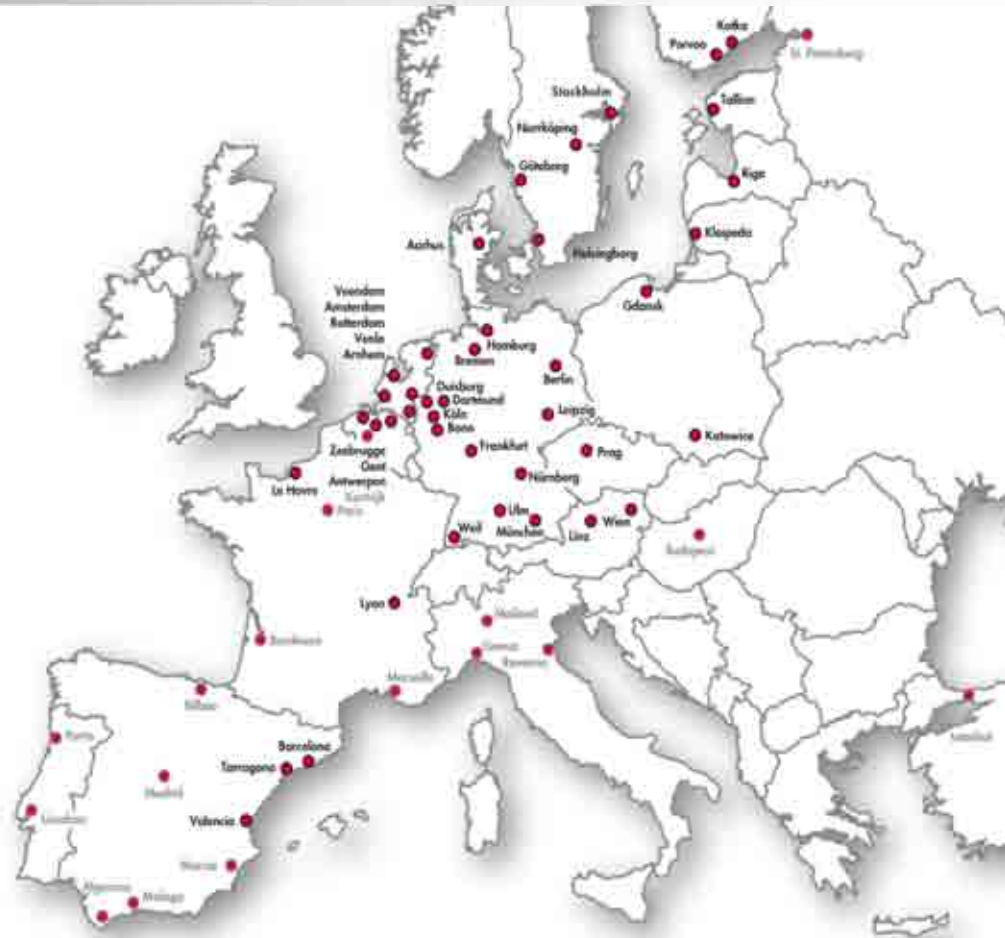 Kotka
Porvoo
St. Petersburg
Stockholm
Tallinn
Norrköping
Göteborg
Riga
Klaipeda
Aarhus
Helsingborg
Gdansk
Veendam
Amsterdam
Rotterdam
Venlo
Arnhem
Hamburg
Bremen
Berlin
Duisburg
Dortmund
Köln
Bonn
Leipzig
Katowice
Frankfurt
Prag
Zeebrugge
Gent
Antwerpen
Kortrijk
Nürnberg
Le Havre
Paris
Ulm
München
Wien
Linz
Weil
Budapest
Lyon
Mailand
Bordeaux
Genua
Ravenna
Marseille
Bilbao
Istanbul
Porto
Barcelona
Tarragona
Madrid
Lissabon
Valencia
Murcia
Malaga